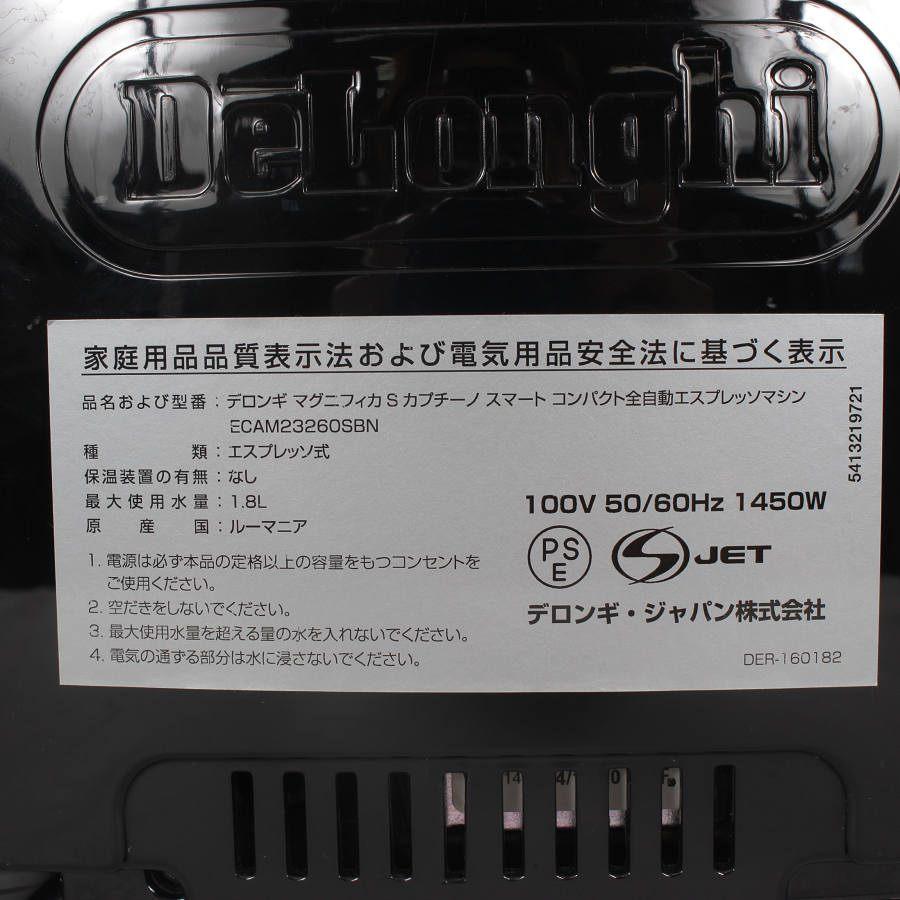 DeLonghi
家庭用品品質表示法および電気用品安全法に基づく表示
品名および型番：デロンギ マグニフィカ S カプチーノ スマート コンパクト全自動エスプレッソマシン
ECAM23260SBN
種類：エスプレッソ式
保温装置の有無：なし
最大使用水量：1.8L
原産国：ルーマニア
1. 電源は必ず本品の定格以上の容量をもつコンセントを
ご使用ください。
2. 空だきをしないでください。
3. 最大使用水量を超える量の水を入れないでください。
4. 電気の通ずる部分は水に浸さないでください。
100V 50/60Hz 1450W
PS
E
JET
デロンギ・ジャパン株式会社
DER-160182
5413219721
14 4/ 0